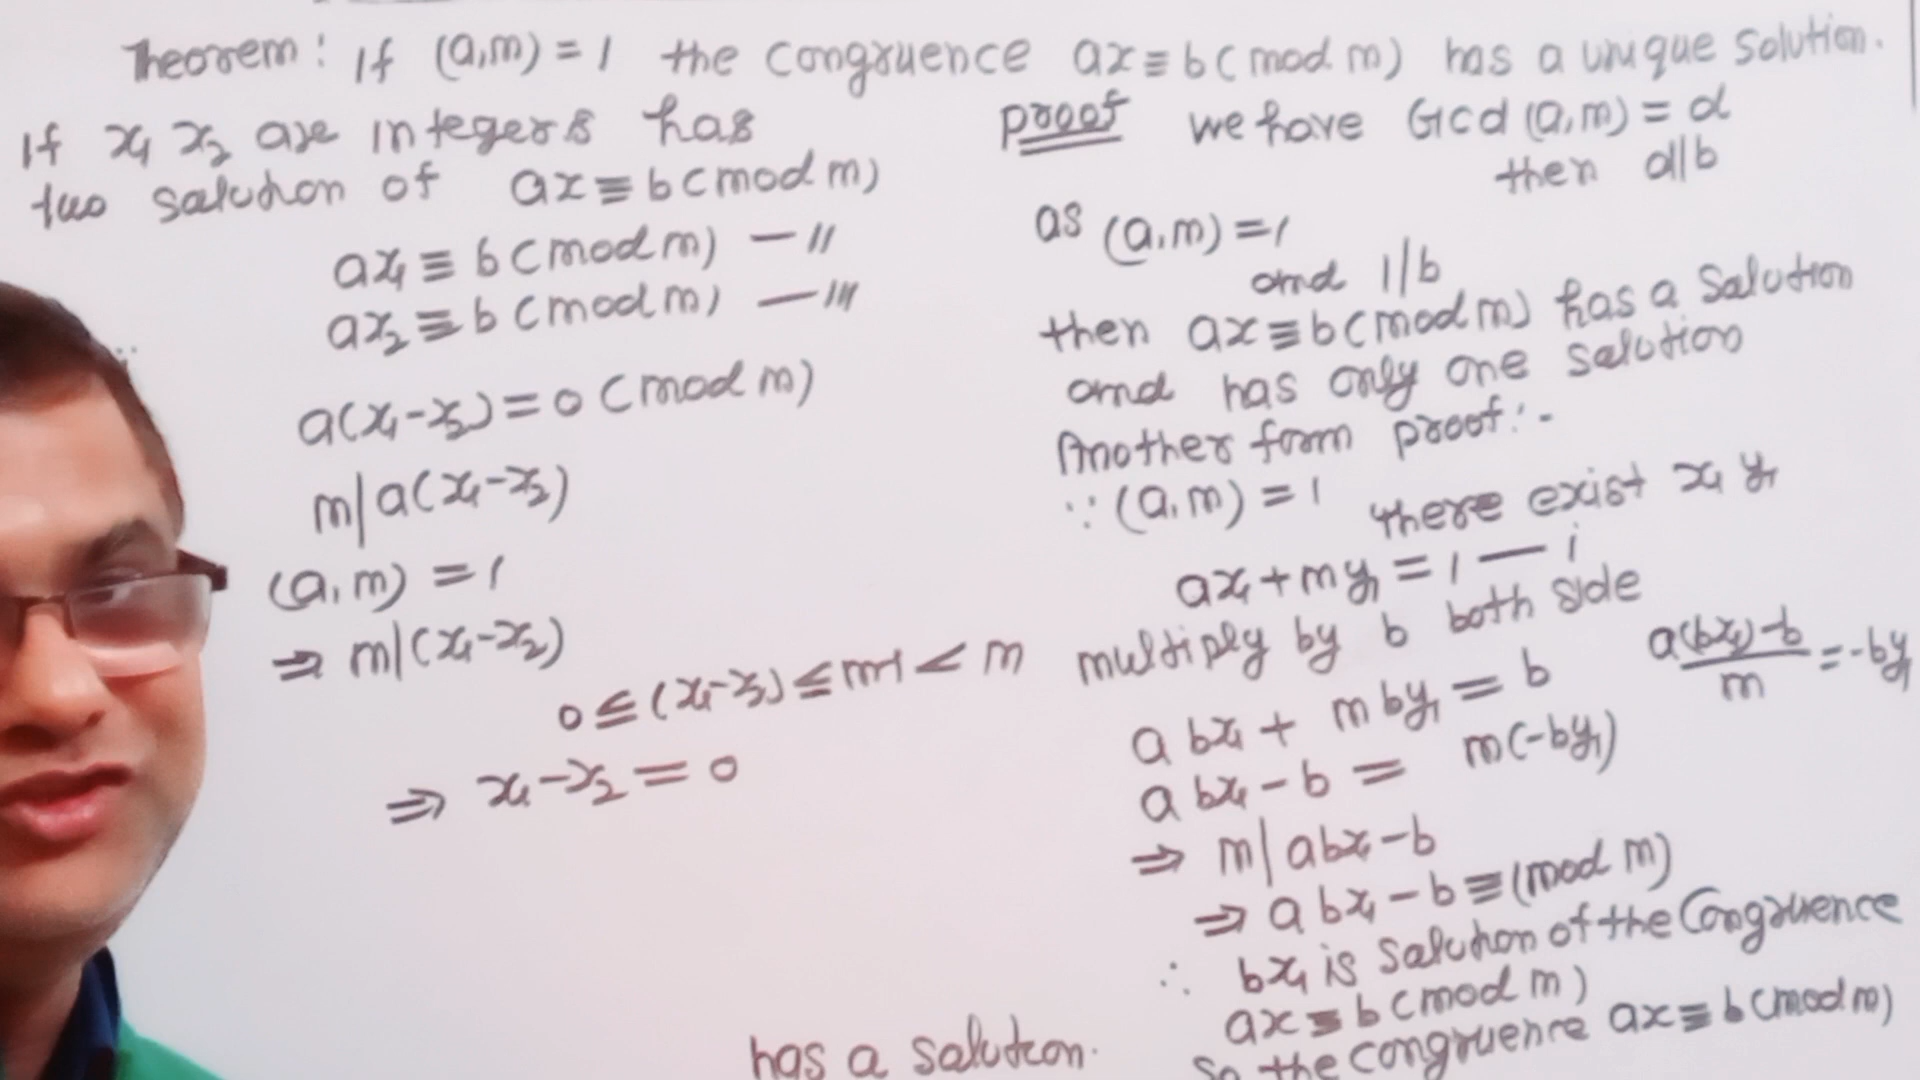 Theorem: If (a,m) = 1 the congruence ax ≡ b (mod m) has a unique solution.
Proof we have Gcd (a,m) = d
then d|b
as (a,m) = 1
and 1/b
then ax ≡ b (mod m) has a salution
and has only one salution
Another form proof:-
∵ (a,m) = 1 there exist x₁ y₁
ax₁ + my₁ = 1 — i
multiply by b both side
abx₁ + mby₁ = b
a(bx₁)-b / m = -by₁
abx₁ - b = m(-by₁)
⇒ m|abx₁-b
⇒ abx₁ - b ≡ (mod m)
∴ bx₁ is salution of the Congruence
ax ≡ b (mod m)
So the congruence ax ≡ b (mod m)
has a salution.
If x₁ x₂ are integers has
two salution of ax ≡ b (mod m)
ax₁ ≡ b (mod m) — ii
ax₂ ≡ b (mod m) — iii
a(x₁-x₂) = 0 (mod m)
m|a(x₁-x₂)
(a,m) = 1
⇒ m|(x₁-x₂)
0 ≤ (x₁-x₂) ≤ m-1 < m
⇒ x₁-x₂ = 0